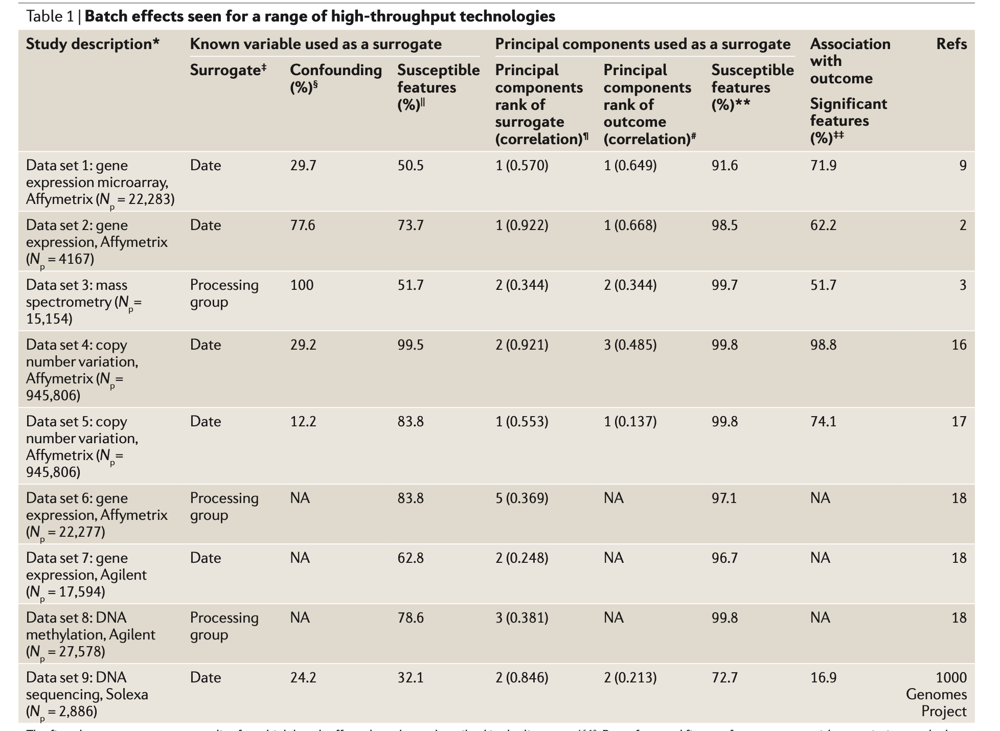 Table 1 | Batch effects seen for a range of high-throughput technologies
Study description* Known variable used as a surrogate Principal components used as a surrogate Association with outcome Refs
Surrogate‡ Confounding (%)§ Susceptible features (%)|| Principal components rank of surrogate (correlation)¶ Principal components rank of outcome (correlation)# Susceptible features (%)** Significant features (%)‡‡
Data set 1: gene expression microarray, Affymetrix (Np = 22,283) Date 29.7 50.5 1 (0.570) 1 (0.649) 91.6 71.9 9
Data set 2: gene expression, Affymetrix (Np = 4167) Date 77.6 73.7 1 (0.922) 1 (0.668) 98.5 62.2 2
Data set 3: mass spectrometry (Np= 15,154) Processing group 100 51.7 2 (0.344) 2 (0.344) 99.7 51.7 3
Data set 4: copy number variation, Affymetrix (Np= 945,806) Date 29.2 99.5 2 (0.921) 3 (0.485) 99.8 98.8 16
Data set 5: copy number variation, Affymetrix (Np= 945,806) Date 12.2 83.8 1 (0.553) 1 (0.137) 99.8 74.1 17
Data set 6: gene expression, Affymetrix (Np = 22,277) Processing group NA 83.8 5 (0.369) NA 97.1 NA 18
Data set 7: gene expression, Agilent (Np = 17,594) Date NA 62.8 2 (0.248) NA 96.7 NA 18
Data set 8: DNA methylation, Agilent (Np = 27,578) Processing group NA 78.6 3 (0.381) NA 99.8 NA 18
Data set 9: DNA sequencing, Solexa (Np = 2,886) Date 24.2 32.1 2 (0.846) 2 (0.213) 72.7 16.9 1000 Genomes Project